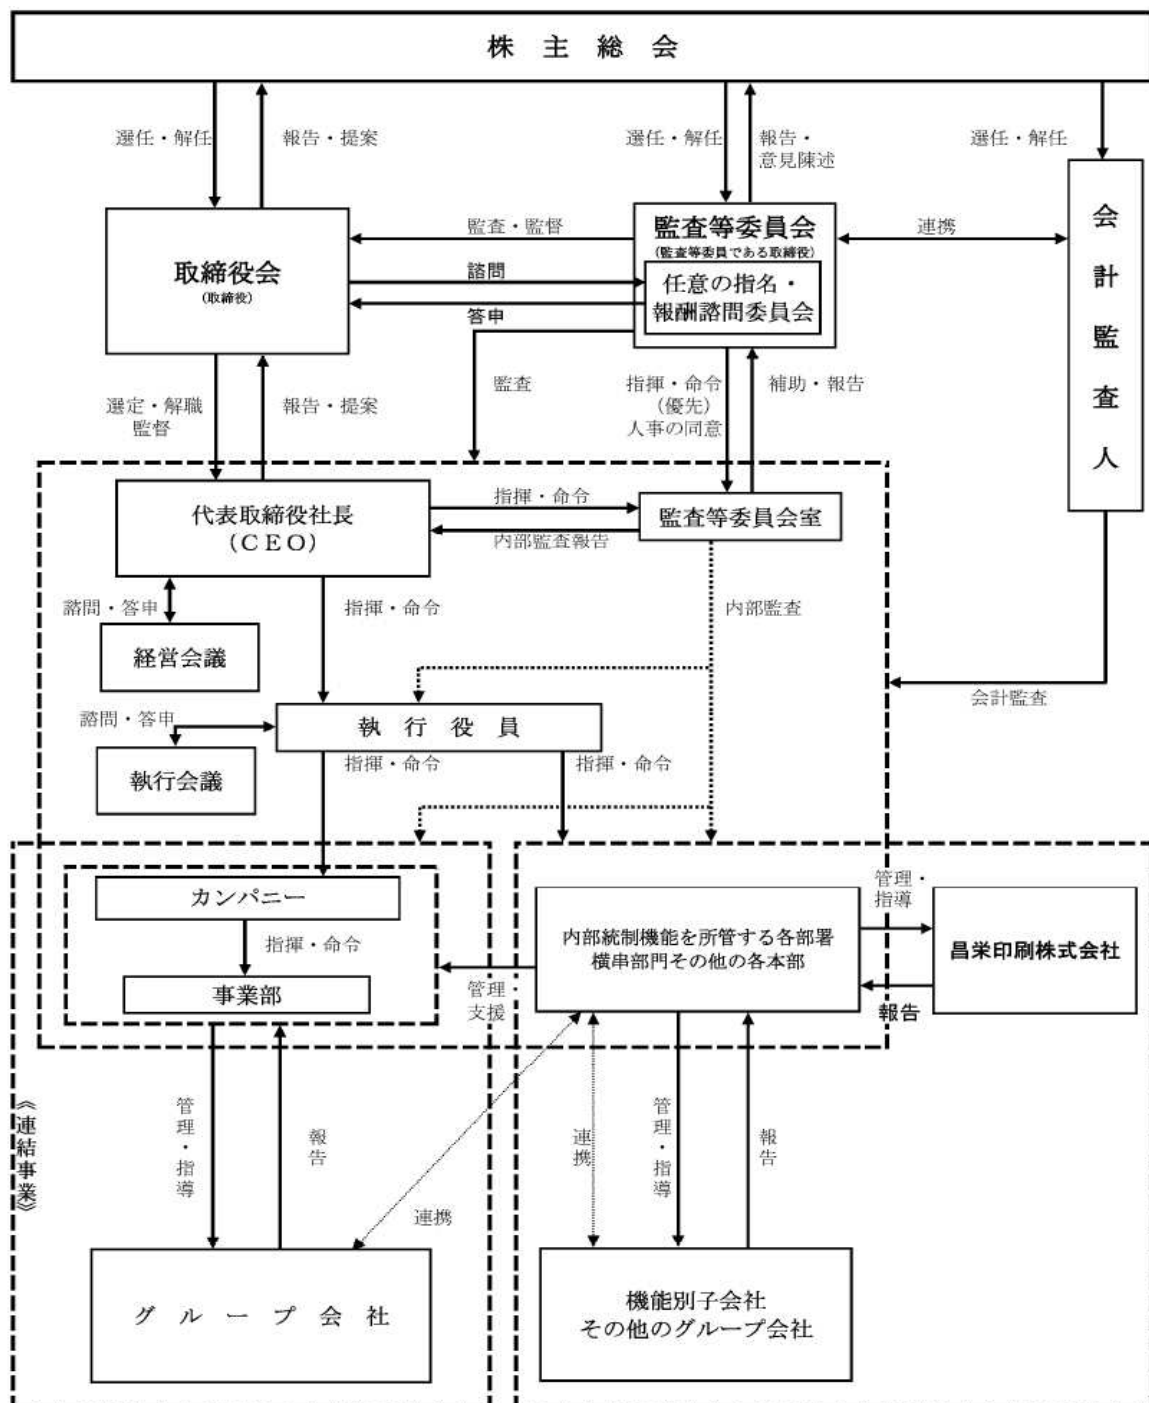 株主総会
選任・解任
報告・提案
選任・解任
報告・
意見陳述
選任・解任
取締役会
(取締役)
監査・監督
諮問
答申
監査等委員会
(監査等委員である取締役)
任意の指名・
報酬諮問委員会
連携
会計監査人
選定・解職
監督
報告・提案
監査
指揮・命令
(優先)
人事の同意
補助・報告
代表取締役社長
(CEO)
指揮・命令
内部監査報告
監査等委員会室
諮問・答申
指揮・命令
内部監査
経営会議
会計監査
諮問・答申
執行役員
執行会議
指揮・命令
指揮・命令
カンパニー
指揮・命令
事業部
管理
支援
内部統制機能を所管する各部署
横串部門その他の各本部
管理・
指導
報告
昌栄印刷株式会社
《連結事業》
管理・指導
報告
連携
連携
管理・指導
報告
グループ会社
機能別子会社
その他のグループ会社